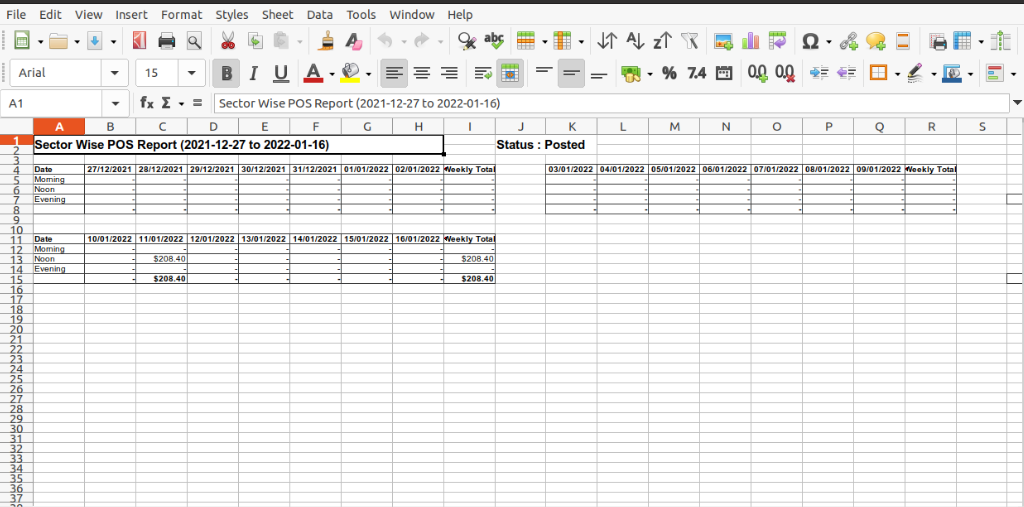 File Edit View Insert Format Styles Sheet Data Tools Window Help
Arial 15 B I U A % 7.4 0.0 0.0
A1 fx Σ = Sector Wise POS Report (2021-12-27 to 2022-01-16)
A B C D E F G H I J K L M N O P Q R S
1 Sector Wise POS Report (2021-12-27 to 2022-01-16) Status : Posted
2
3
4 Date 27/12/2021 28/12/2021 29/12/2021 30/12/2021 31/12/2021 01/01/2022 02/01/2022 Weekly Total 03/01/2022 04/01/2022 05/01/2022 06/01/2022 07/01/2022 08/01/2022 09/01/2022 Weekly Total
5 Morning - - - - - - - - - - - - - - - -
6 Noon - - - - - - - - - - - - - - - -
7 Evening - - - - - - - - - - - - - - - -
8 - - - - - - - - - - - - - - - -
9
10
11 Date 10/01/2022 11/01/2022 12/01/2022 13/01/2022 14/01/2022 15/01/2022 16/01/2022 Weekly Total
12 Morning - - - - - - - -
13 Noon - $208.40 - - - - - $208.40
14 Evening - - - - - - - -
15 - $208.40 - - - - - $208.40
16
17
18
19
20
21
22
23
24
25
26
27
28
29
30
31
32
33
34
35
36
37